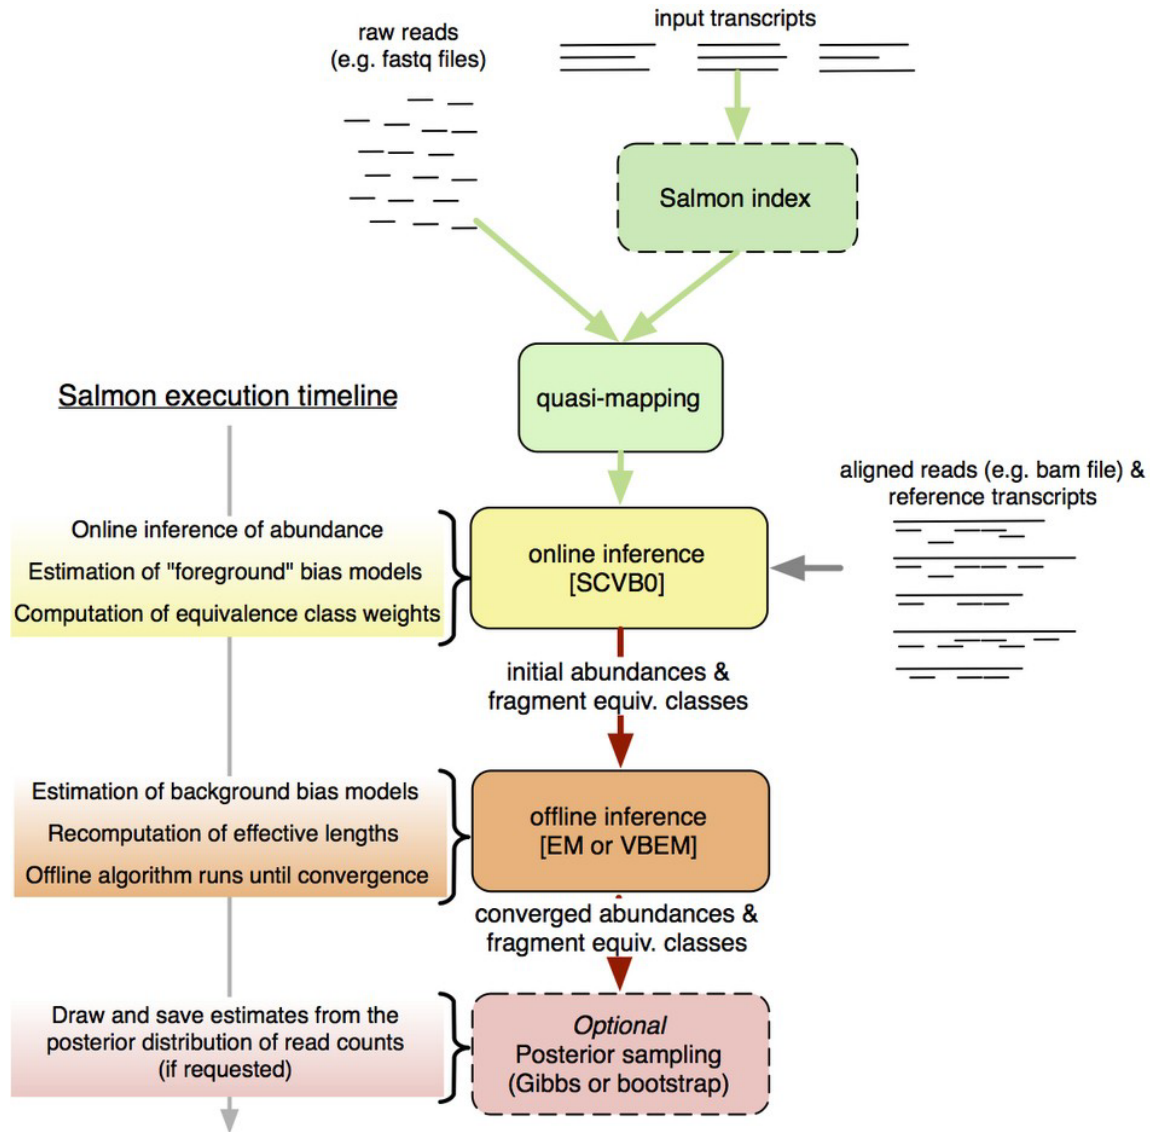 raw reads
(e.g. fastq files)
input transcripts
Salmon index
quasi-mapping
Salmon execution timeline
aligned reads (e.g. bam file) &
reference transcripts
Online inference of abundance
Estimation of "foreground" bias models
Computation of equivalence class weights
online inference
[SCVB0]
initial abundances &
fragment equiv. classes
Estimation of background bias models
Recomputation of effective lengths
Offline algorithm runs until convergence
offline inference
[EM or VBEM]
converged abundances &
fragment equiv. classes
Draw and save estimates from the
posterior distribution of read counts
(if requested)
Optional
Posterior sampling
(Gibbs or bootstrap)